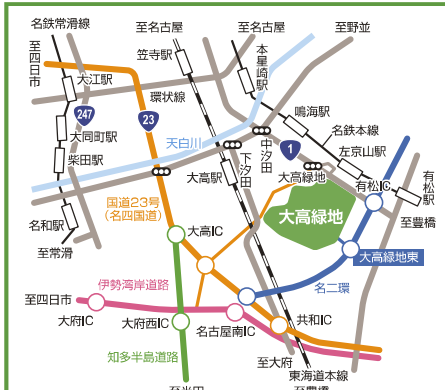 名鉄常滑線
至四日市
大江駅
247
大同町駅
柴田駅
名和駅
至常滑
至名古屋
笠寺駅
23
環状線
天白川
至名古屋
本星崎駅
至野並
鳴海駅
名鉄本線
1
中汐田
下汐田
左京山駅
大高駅
大高緑地
有松IC
有松駅
至豊橋
国道23号
(名四国道)
大高IC
大高緑地
大高緑地東
名二環
伊勢湾岸道路
至四日市
大府IC
大府西IC
名古屋南IC
共和IC
知多半島道路
至大府
東海道本線